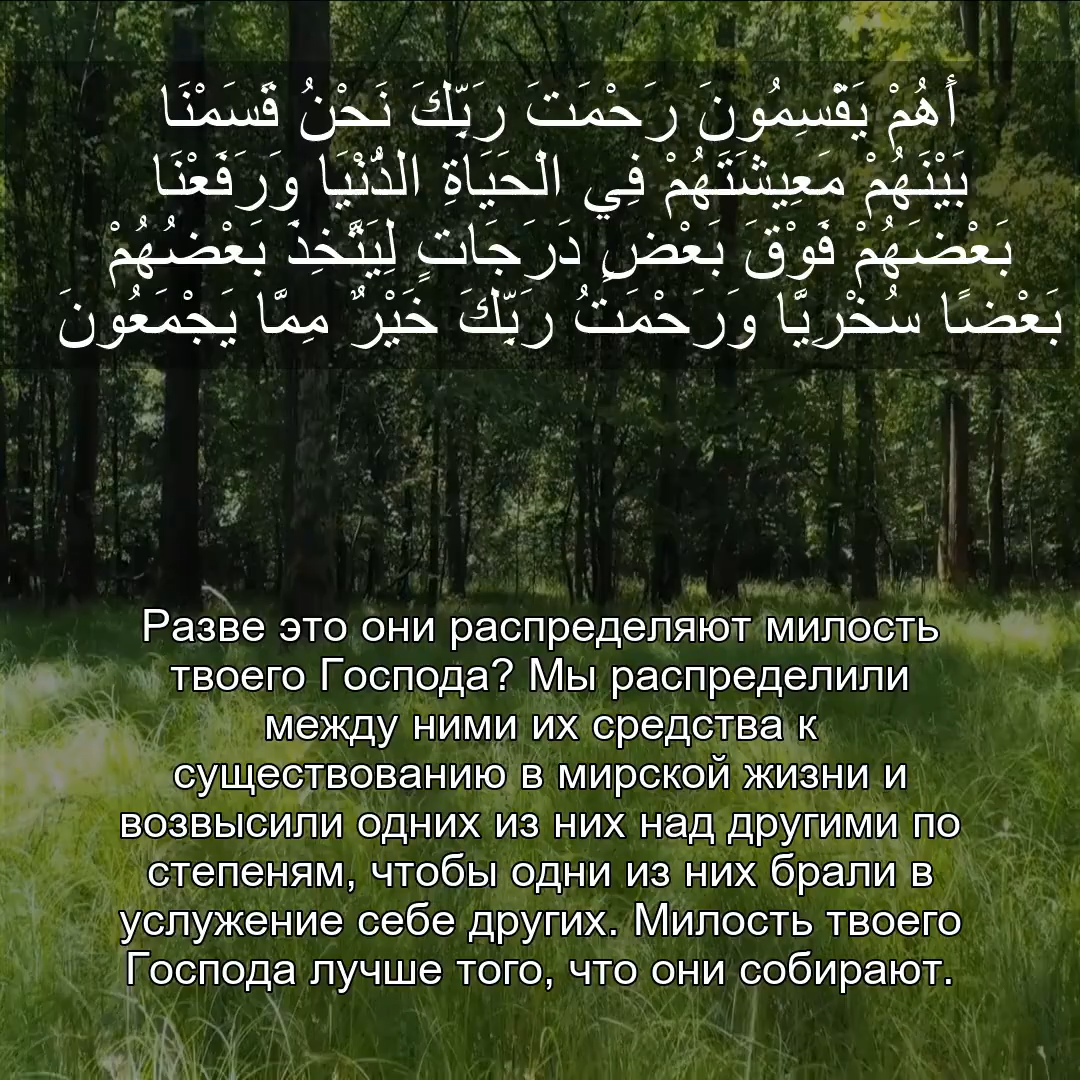 أَهُمْ يَقْسِمُونَ رَحْمَتَ رَبِّكَ نَحْنُ قَسَمْنَا
بَيْنَهُمْ مَعِيشَتَهُمْ فِي الْحَيَاةِ الدُّنْيَا وَرَفَعْنَا
بَعْضَهُمْ فَوْقَ بَعْضٍ دَرَجَاتٍ لِيَتَّخِذَ بَعْضُهُمْ
بَعْضًا سُخْرِيًّا وَرَحْمَتُ رَبِّكَ خَيْرٌ مِمَّا يَجْمَعُونَ
Разве это они распределяют милость
твоего Господа? Мы распределили
между ними их средства к
существованию в мирской жизни и
возвысили одних из них над другими по
степеням, чтобы одни из них брали в
услужение себе других. Милость твоего
Господа лучше того, что они собирают.